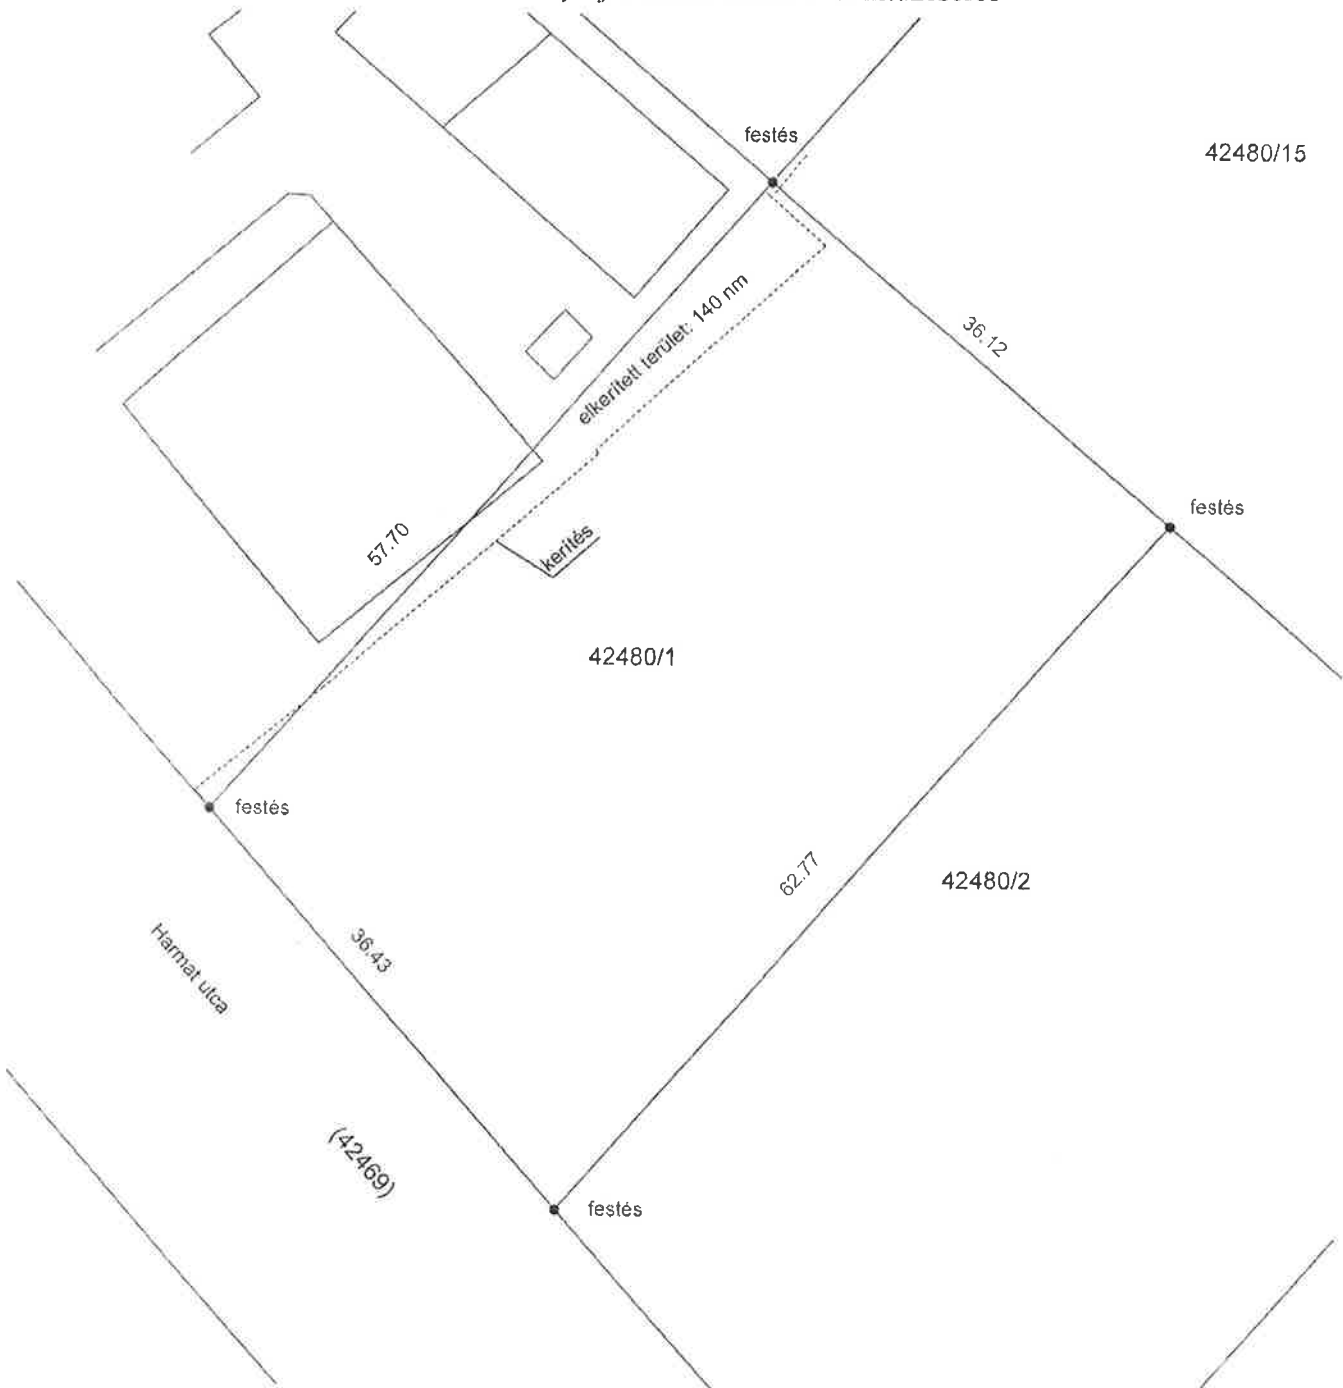 festés
42480/15
elkerített terület: 140 nm
36.12
festés
57.70
kerítés
42480/1
festés
62.77
42480/2
36.43
Harmat utca
(42469)
festés